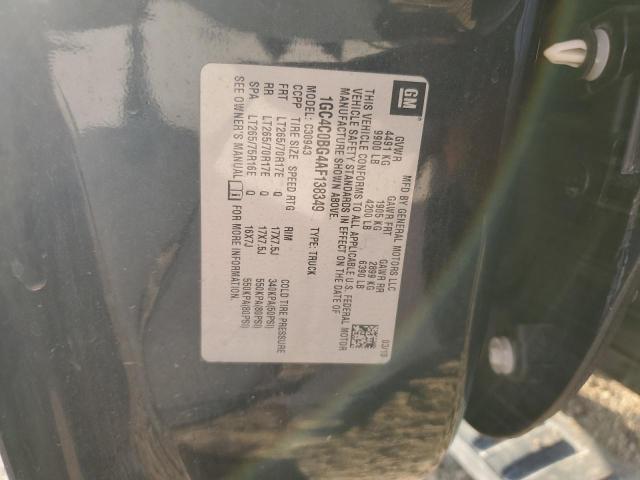 GM
MFD BY GENERAL MOTORS LLC
03/10
GVWR GAWR FRT GAWR RR
4491 KG 1905 KG 2899 KG
9900 LB 4200 LB 6390 LB
THIS VEHICLE CONFORMS TO ALL APPLICABLE U.S. FEDERAL MOTOR
VEHICLE SAFETY STANDARDS IN EFFECT ON THE DATE OF
MANUFACTURE SHOWN ABOVE.
1GC4C0BG4AF138349 TYPE: TRUCK
MODEL: C30943
CCPP TIRE SIZE SPEED RTG RIM COLD TIRE PRESSURE
FRT LT265/70R17E Q 17X7.5J 340KPA(50PSI)
RR LT265/70R17E Q 17X7.5J 550KPA(80PSI)
SPA LT265/75R16E Q 16X7J 550KPA(80PSI)
SEE OWNER'S MANUAL FOR MORE INFORMATION.